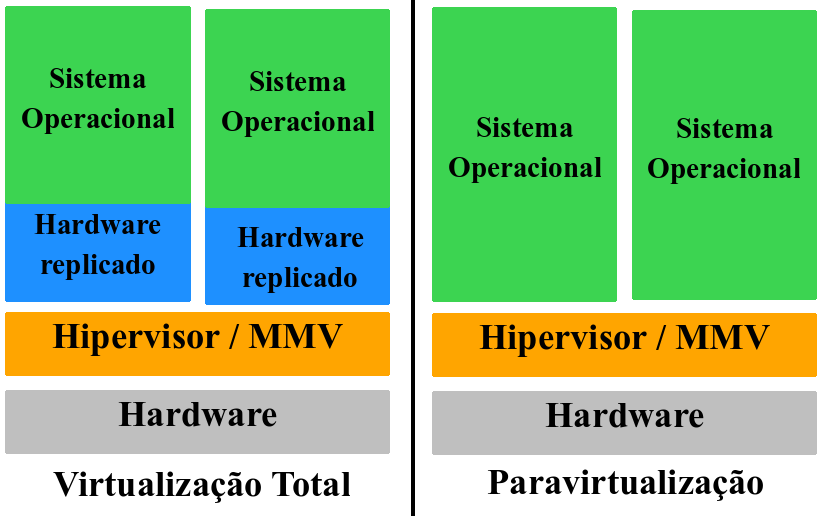 Sistema
Operacional
Sistema
Operacional
Hardware
replicado
Hardware
replicado
Hipervisor / MMV
Hardware
Virtualização Total
Sistema
Operacional
Sistema
Operacional
Hipervisor / MMV
Hardware
Paravirtualização